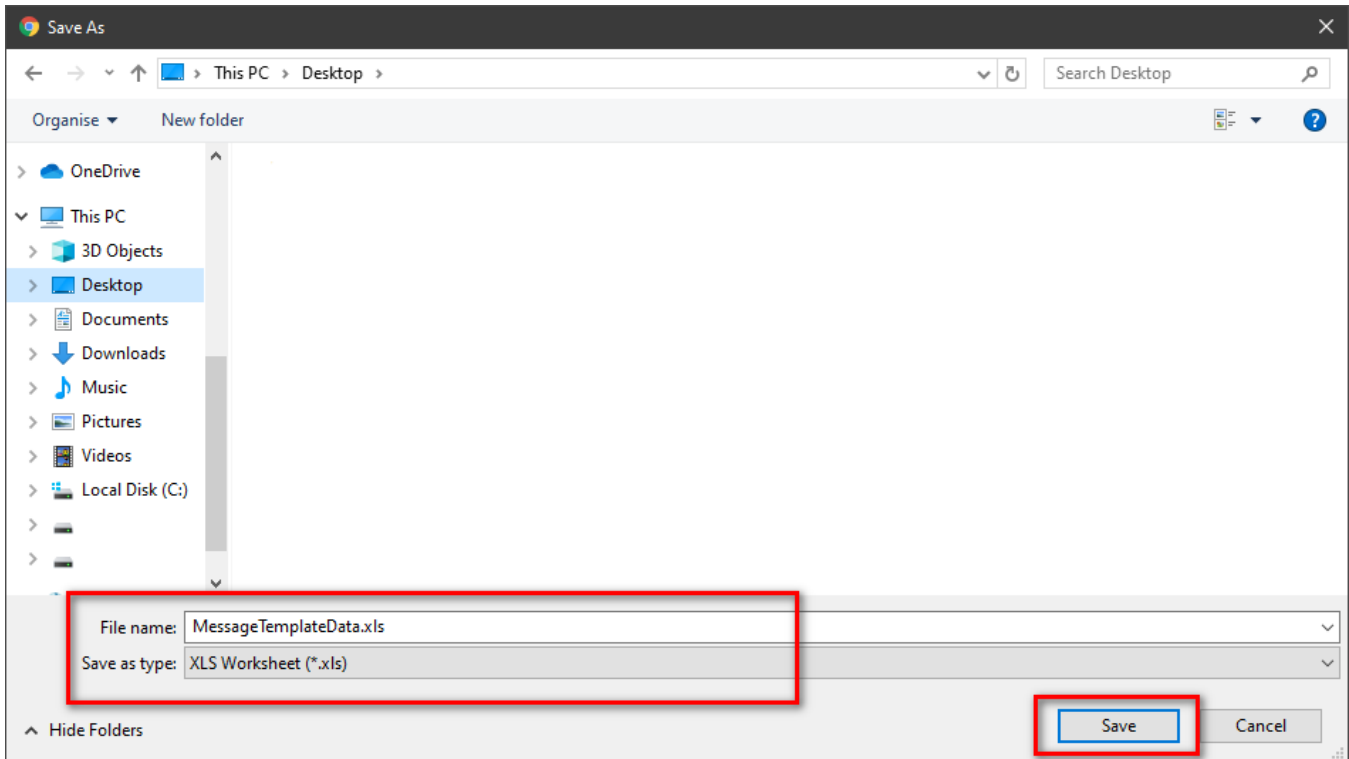 Save As
This PC > Desktop >
Search Desktop
Organise
New folder
OneDrive
This PC
3D Objects
Desktop
Documents
Downloads
Music
Pictures
Videos
Local Disk (C:)
File name: MessageTemplateData.xls
Save as type: XLS Worksheet (*.xls)
Hide Folders
Save
Cancel